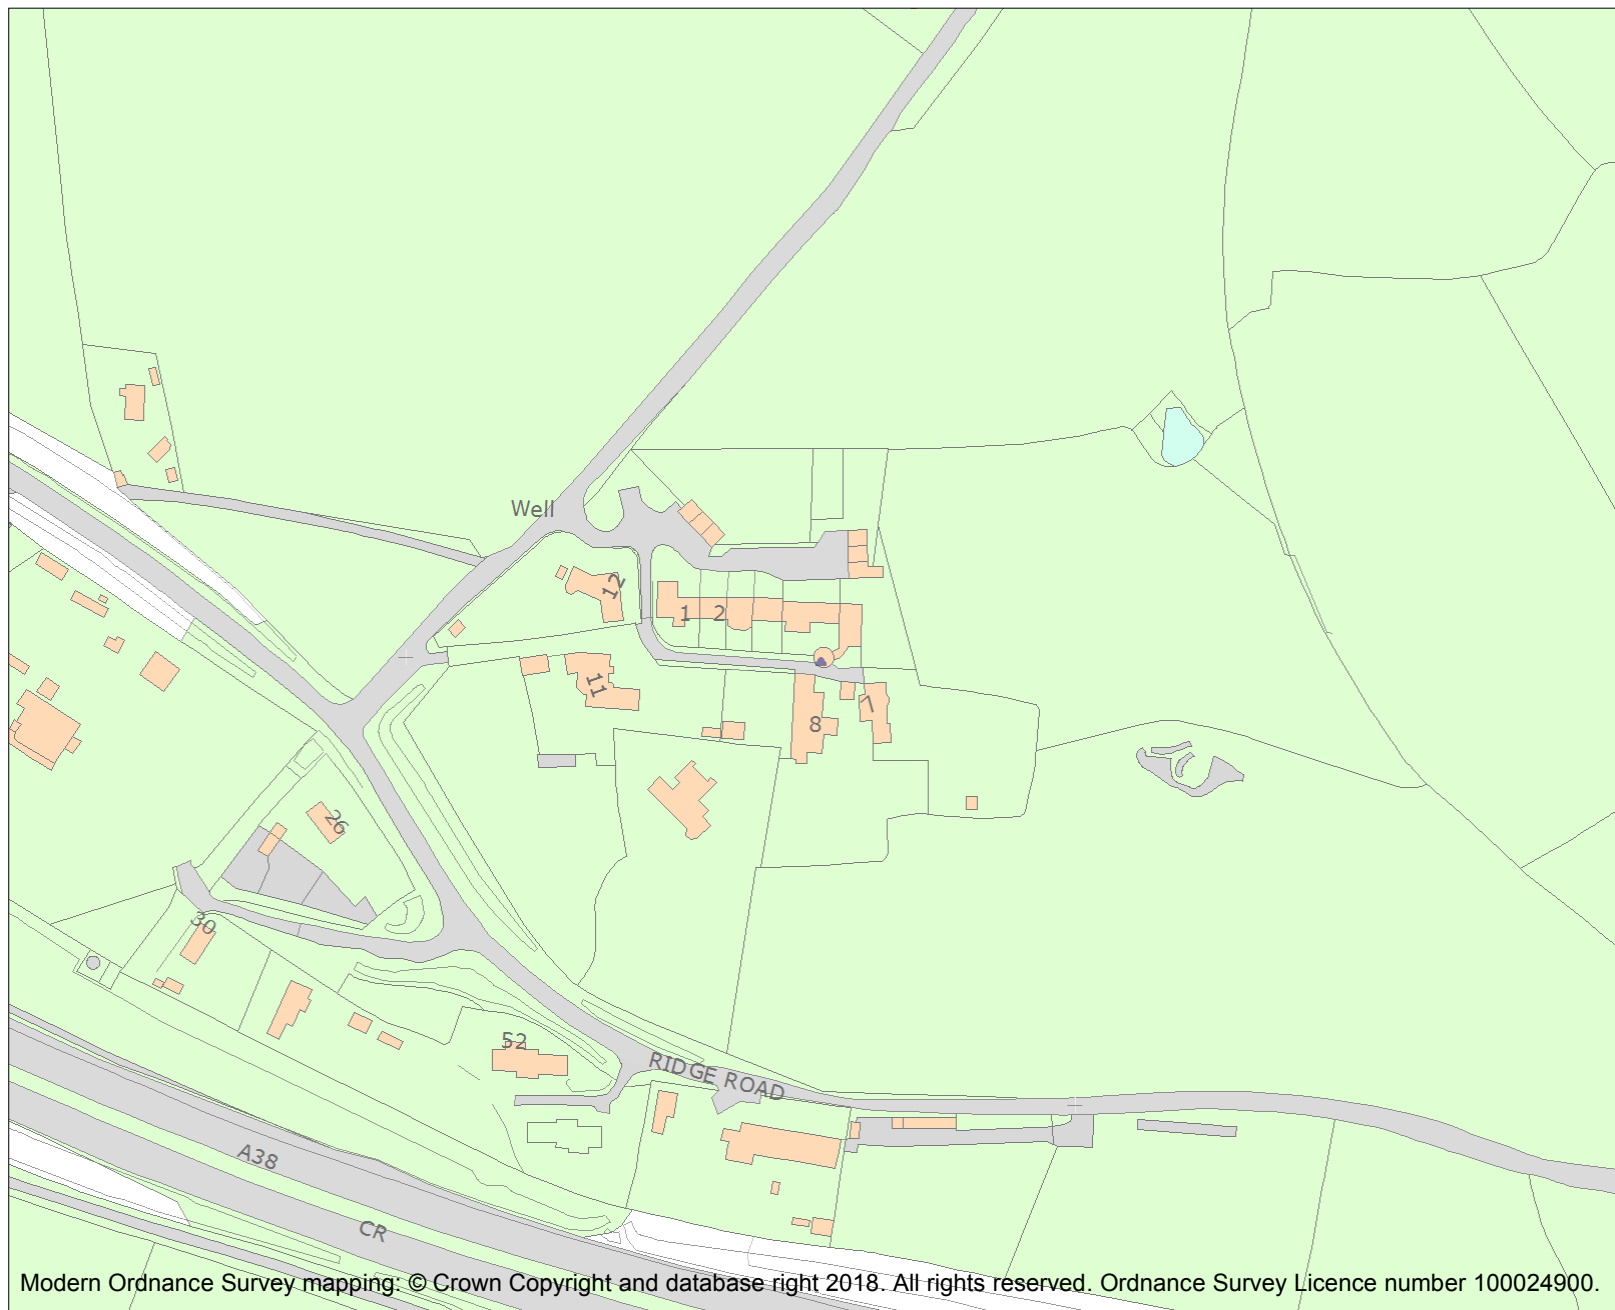 Well
12
1
2
11
7
8
26
30
52
RIDGE ROAD
A38
CR
Modern Ordnance Survey mapping: © Crown Copyright and database right 2018. All rights reserved. Ordnance Survey Licence number 100024900.